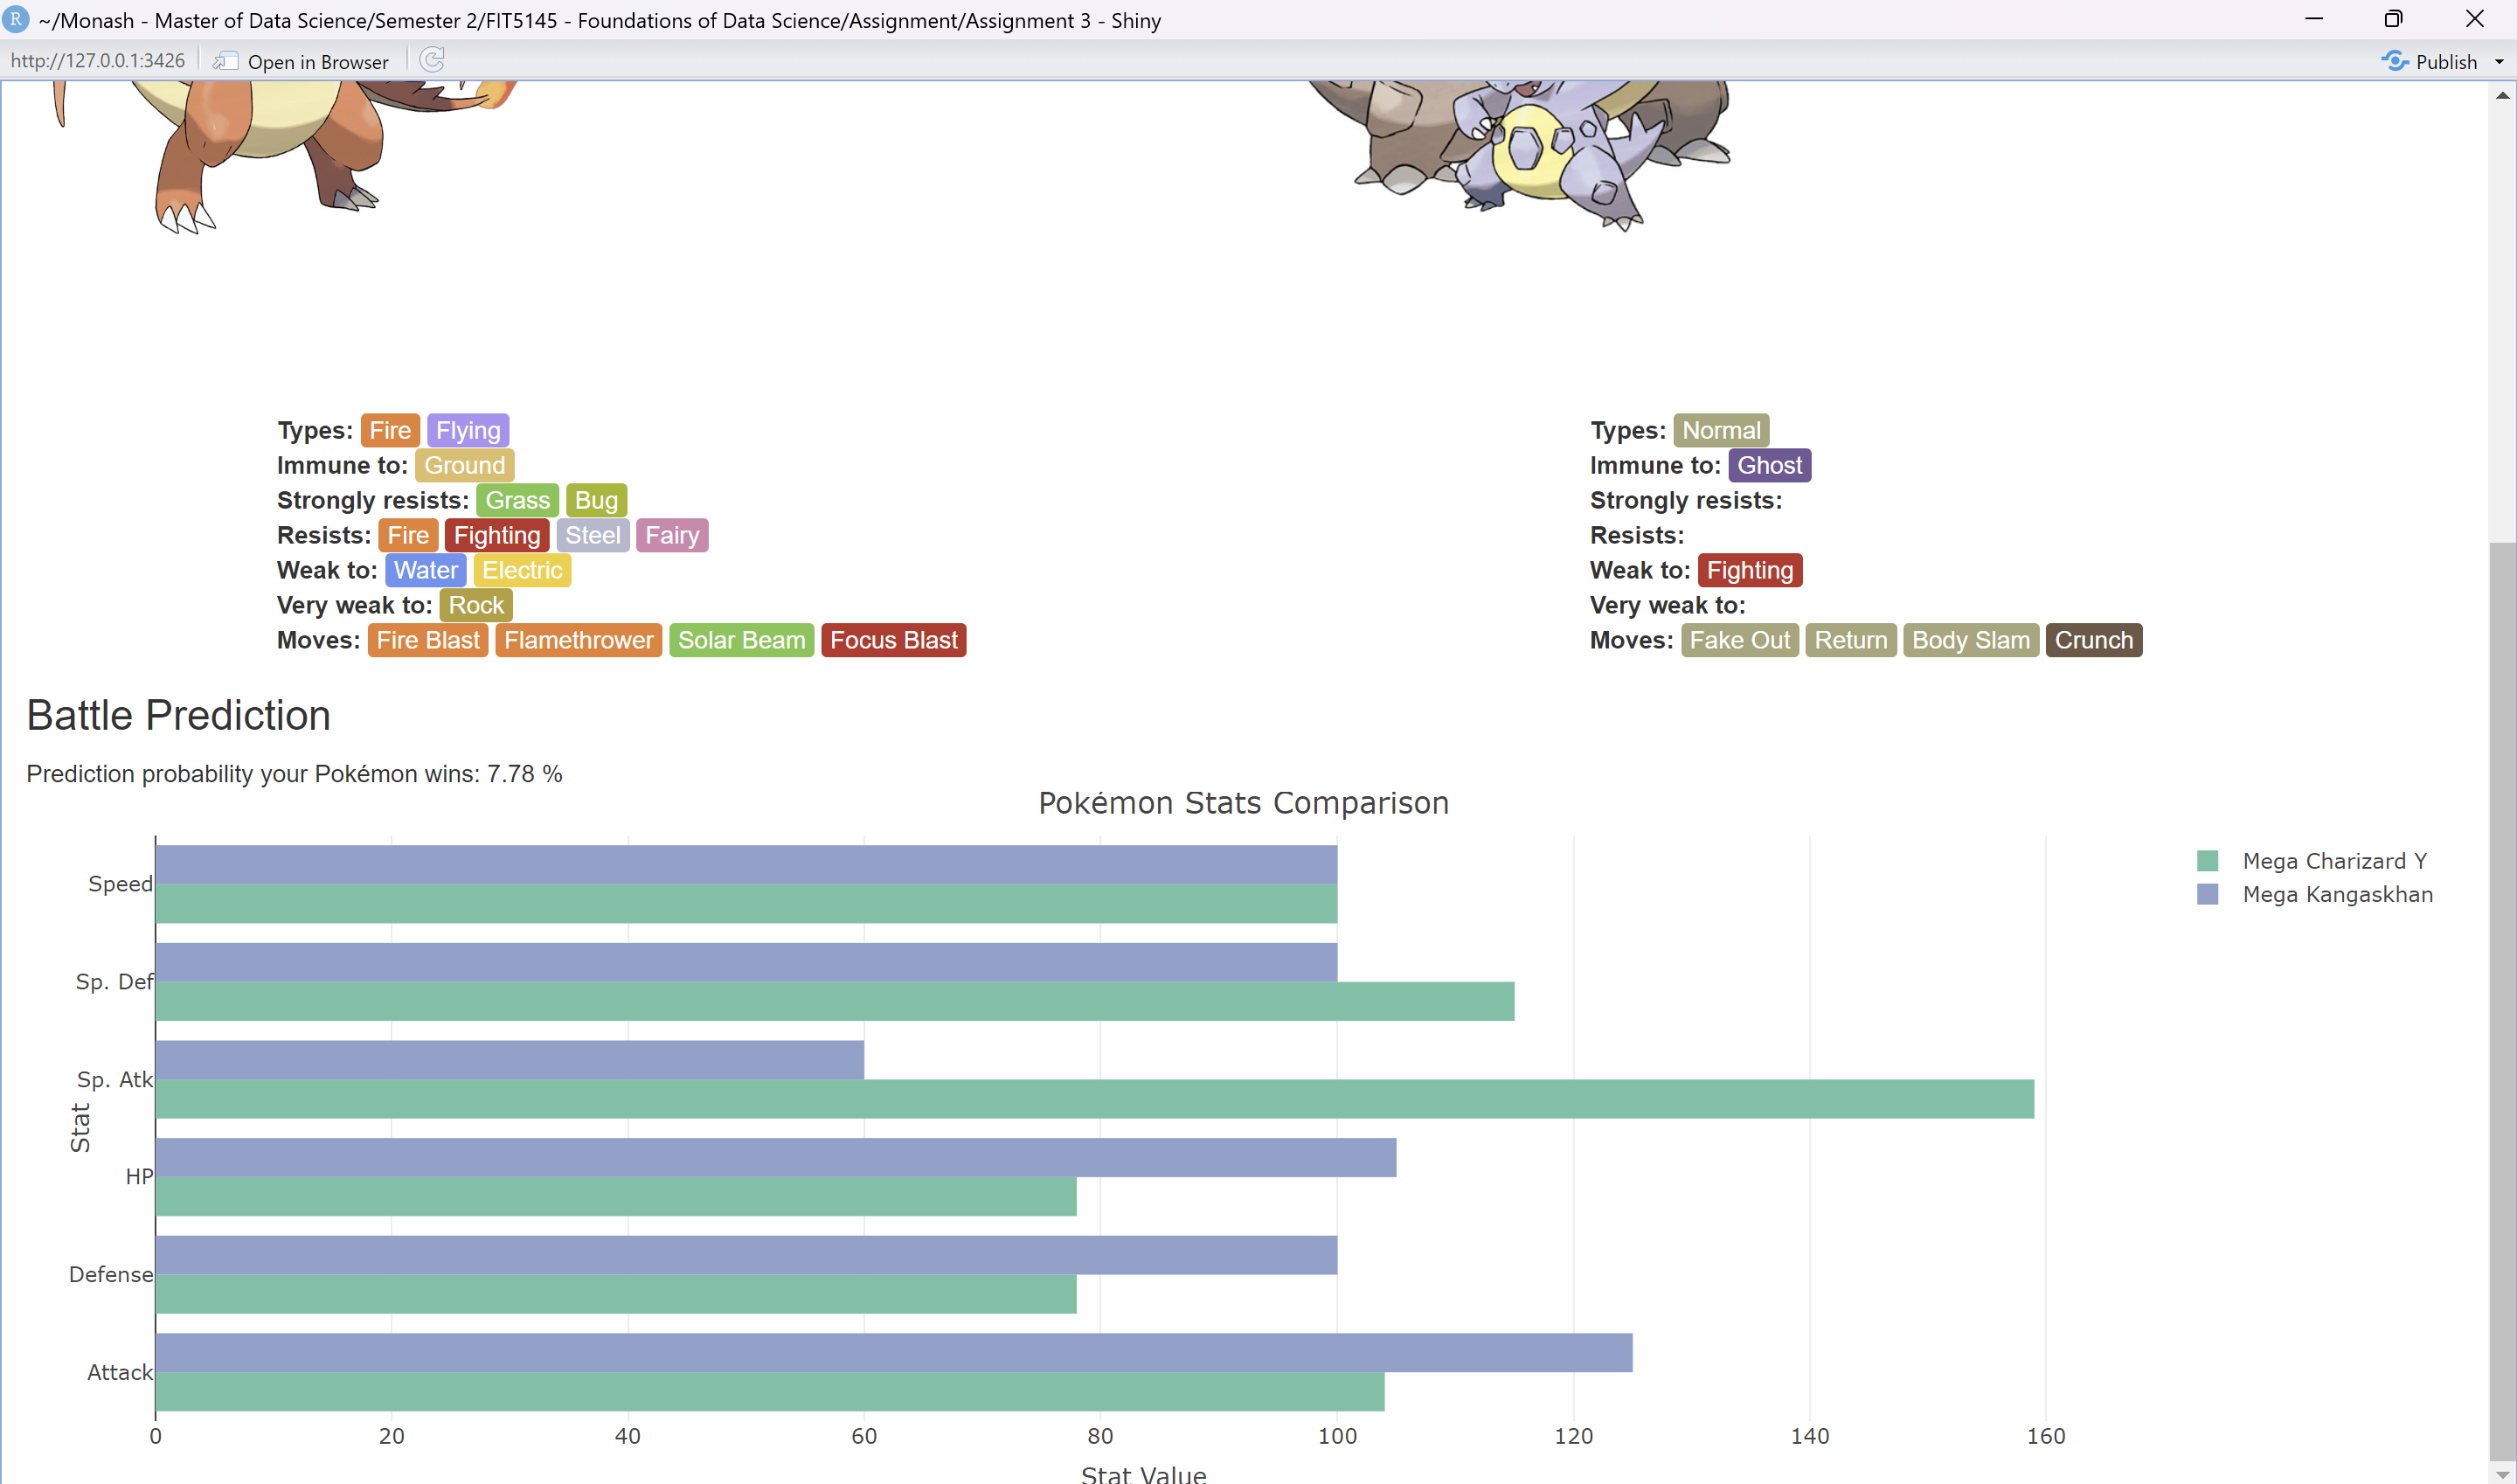 R ~/Monash - Master of Data Science/Semester 2/FIT5145 - Foundations of Data Science/Assignment/Assignment 3 - Shiny
http://127.0.0.1:3426 Open in Browser Publish
Types: Fire Flying
Immune to: Ground
Strongly resists: Grass Bug
Resists: Fire Fighting Steel Fairy
Weak to: Water Electric
Very weak to: Rock
Moves: Fire Blast Flamethrower Solar Beam Focus Blast
Types: Normal
Immune to: Ghost
Strongly resists:
Resists:
Weak to: Fighting
Very weak to:
Moves: Fake Out Return Body Slam Crunch
Battle Prediction
Prediction probability your Pokémon wins: 7.78 %
Pokémon Stats Comparison
Mega Charizard Y
Mega Kangaskhan
Speed
Sp. Def
Sp. Atk
HP
Defense
Attack
Stat
0 20 40 60 80 100 120 140 160
Stat Value